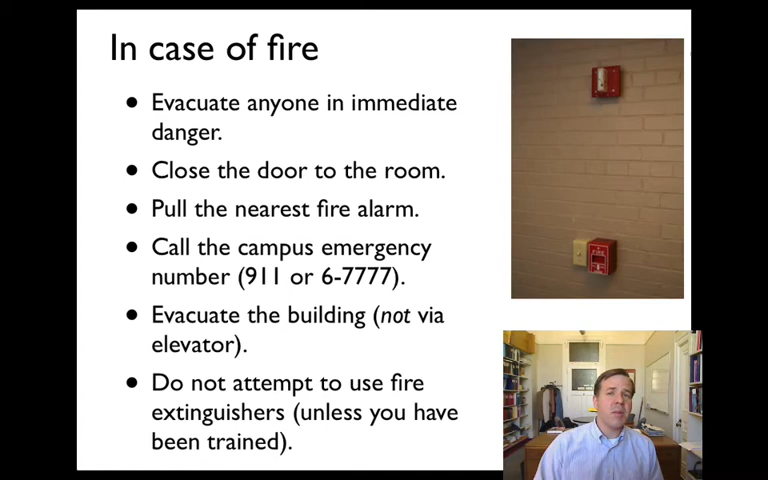 In case of fire
• Evacuate anyone in immediate
danger.
• Close the door to the room.
• Pull the nearest fire alarm.
• Call the campus emergency
number (911 or 6-7777).
• Evacuate the building (not via
elevator).
• Do not attempt to use fire
extinguishers (unless you have
been trained).
FIRE